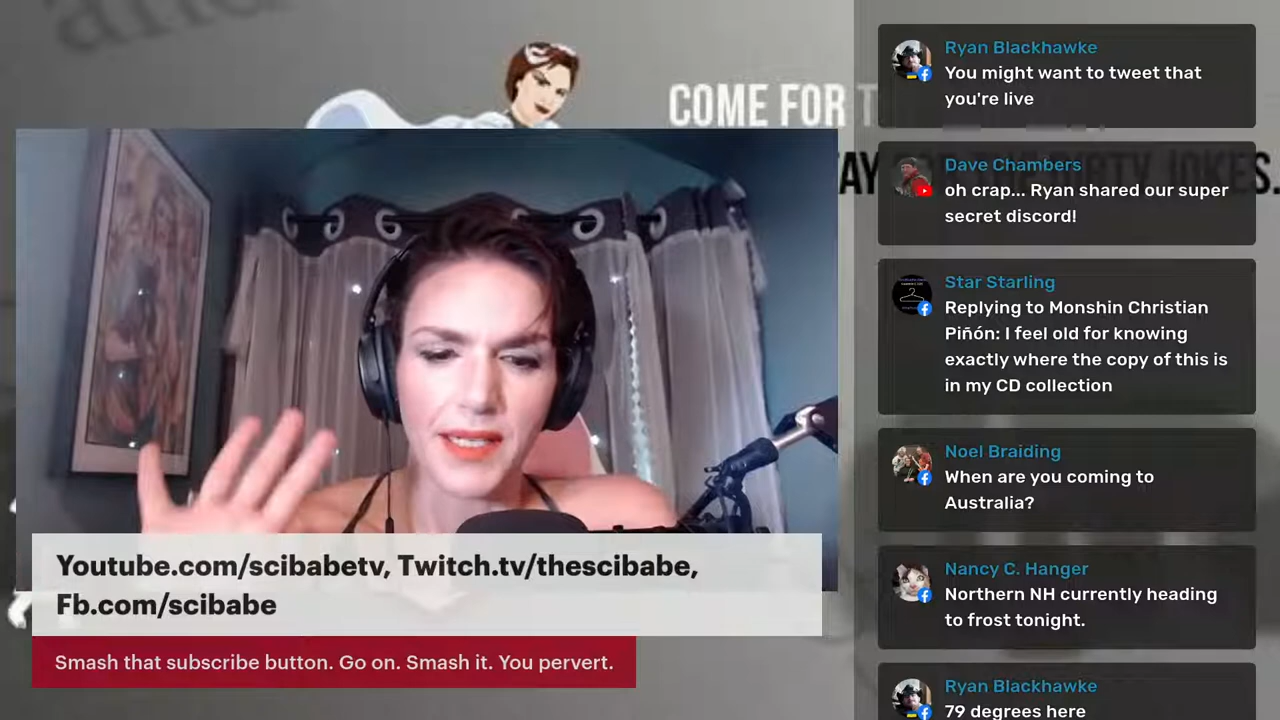 and
COME FOR T
AY
RTY JOKES.
Youtube.com/scibabetv, Twitch.tv/thescibabe,
Fb.com/scibabe
Smash that subscribe button. Go on. Smash it. You pervert.
Ryan Blackhawke
You might want to tweet that
you're live
Dave Chambers
oh crap... Ryan shared our super
secret discord!
Star Starling
Replying to Monshin Christian
Piñón: I feel old for knowing
exactly where the copy of this is
in my CD collection
Noel Braiding
When are you coming to
Australia?
Nancy C. Hanger
Northern NH currently heading
to frost tonight.
Ryan Blackhawke
79 degrees here